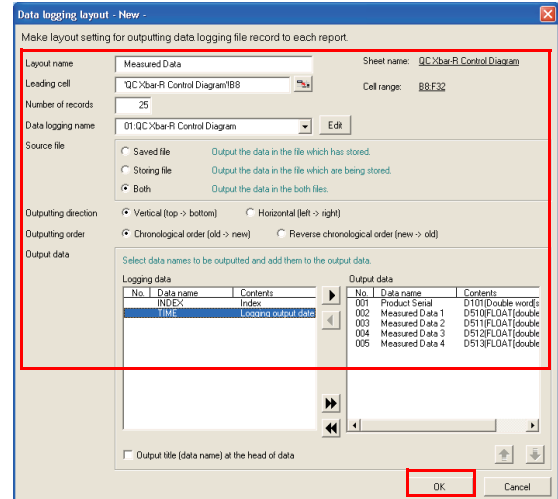 Data logging layout - New -
Make layout setting for outputting data logging file record to each report.
Layout name Measured Data Sheet name: QC Xbar-R Control Diagram
Leading cell 'QC Xbar-R Control Diagram'!B8 Cell range: B8:F32
Number of records 25
Data logging name 01:QC Xbar-R Control Diagram Edit
Source file Saved file Output the data in the file which has stored.
Storing file Output the data in the file which are being stored.
Both Output the data in the both files.
Outputting direction Vertical (top -> bottom) Horizontal (left -> right)
Outputting order Chronological order (old -> new) Reverse chronological order (new -> old)
Output data Select data names to be outputted and add them to the output data.
Logging data Output data
No. Data name Contents No. Data name Contents
INDEX Index 001 Product Serial D101[Double word[s
TIME Logging output date 002 Measured Data 1 D510[FLOAT[double
003 Measured Data 2 D511[FLOAT[double
004 Measured Data 3 D512[FLOAT[double
005 Measured Data 4 D513[FLOAT[double
Output title (data name) at the head of data
OK Cancel